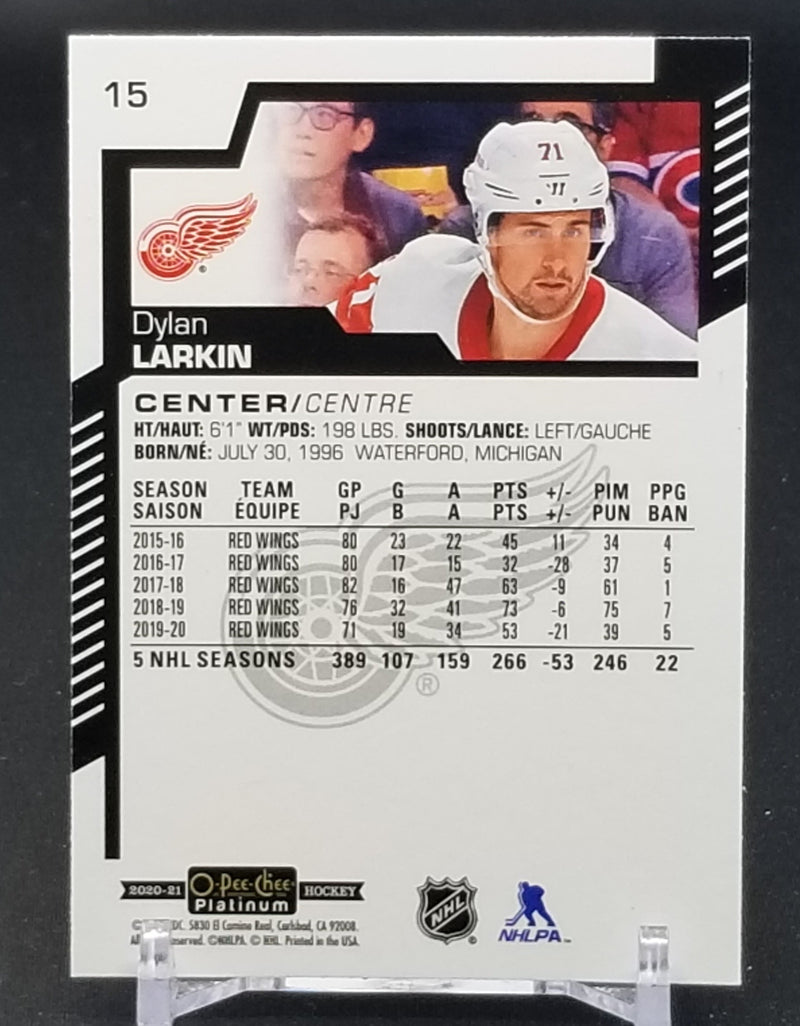 15
71
Dylan
LARKIN
CENTER/CENTRE
HT/HAUT: 6'1" WT/PDS: 198 LBS. SHOOTS/LANCE: LEFT/GAUCHE
BORN/NÉ: JULY 30, 1996 WATERFORD, MICHIGAN
SEASON TEAM GP G A PTS +/- PIM PPG
SAISON ÉQUIPE PJ B A PTS +/- PUN BAN
2015-16 RED WINGS 80 23 22 45 11 34 4
2016-17 RED WINGS 80 17 15 32 -28 37 5
2017-18 RED WINGS 82 16 47 63 -9 61 1
2018-19 RED WINGS 76 32 41 73 -6 75 7
2019-20 RED WINGS 71 19 34 53 -21 39 5
5 NHL SEASONS 389 107 159 266 -53 246 22
®
2020-21 O-Pee-Chee Platinum HOCKEY
NHL ®
NHLPA™
© DC. 5830 El Camino Real, Carlsbad, CA 92008.
All reserved. ©NHLPA. © NHL. Printed in the USA.